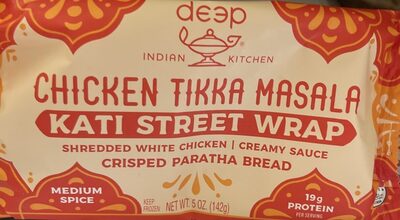 deep
INDIAN KITCHEN
CHICKEN TIKKA MASALA
KATI STREET WRAP
SHREDDED WHITE CHICKEN | CREAMY SAUCE
CRISPED PARATHA BREAD
MEDIUM
SPICE
KEEP
FROZEN
NET WT. 5 OZ. (142g)
19g
PROTEIN
PER SERVING